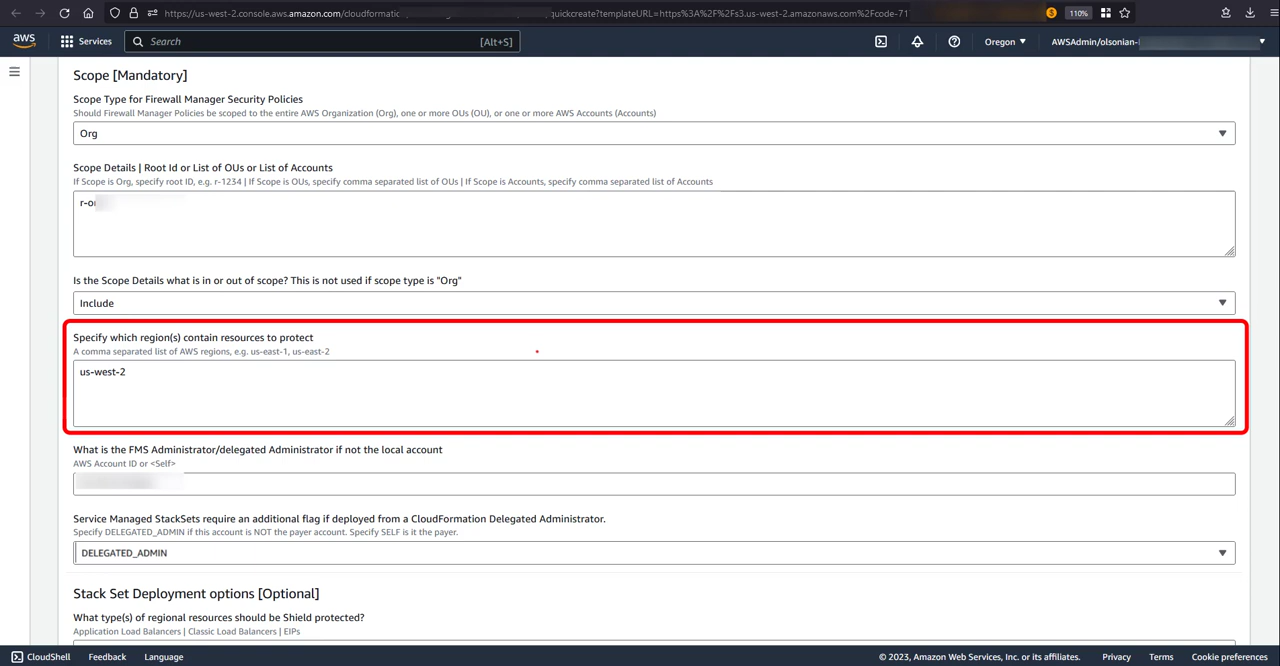 https://us-west-2.console.aws.amazon.com/cloudformatio
quickcreate?templateURL=https%3A%2F%2Fs3.us-west-2.amazonaws.com%2Fcode-71
110%
aws
Services
Search
[Alt+S]
Oregon
AWSAdmin/olsonian-
Scope [Mandatory]
Scope Type for Firewall Manager Security Policies
Should Firewall Manager Policies be scoped to the entire AWS Organization (Org), one or more OUs (OU), or one or more AWS Accounts (Accounts)
Org
Scope Details | Root Id or List of OUs or List of Accounts
If Scope is Org, specify root ID, e.g. r-1234 | If Scope is OUs, specify comma separated list of OUs | If Scope is Accounts, specify comma separated list of Accounts
Is the Scope Details what is in or out of scope? This is not used if scope type is "Org"
Include
Specify which region(s) contain resources to protect
A comma separated list of AWS regions, e.g. us-east-1, us-east-2
us-west-2
What is the FMS Administrator/delegated Administrator if not the local account
AWS Account ID or <Self>
Service Managed StackSets require an additional flag if deployed from a CloudFormation Delegated Administrator.
Specify DELEGATED_ADMIN if this account is NOT the payer account. Specify SELF is it the payer.
DELEGATED_ADMIN
Stack Set Deployment options [Optional]
What type(s) of regional resources should be Shield protected?
Application Load Balancers | Classic Load Balancers | EIPs
CloudShell
Feedback
Language
© 2023, Amazon Web Services, Inc. or its affiliates.
Privacy
Terms
Cookie preferences